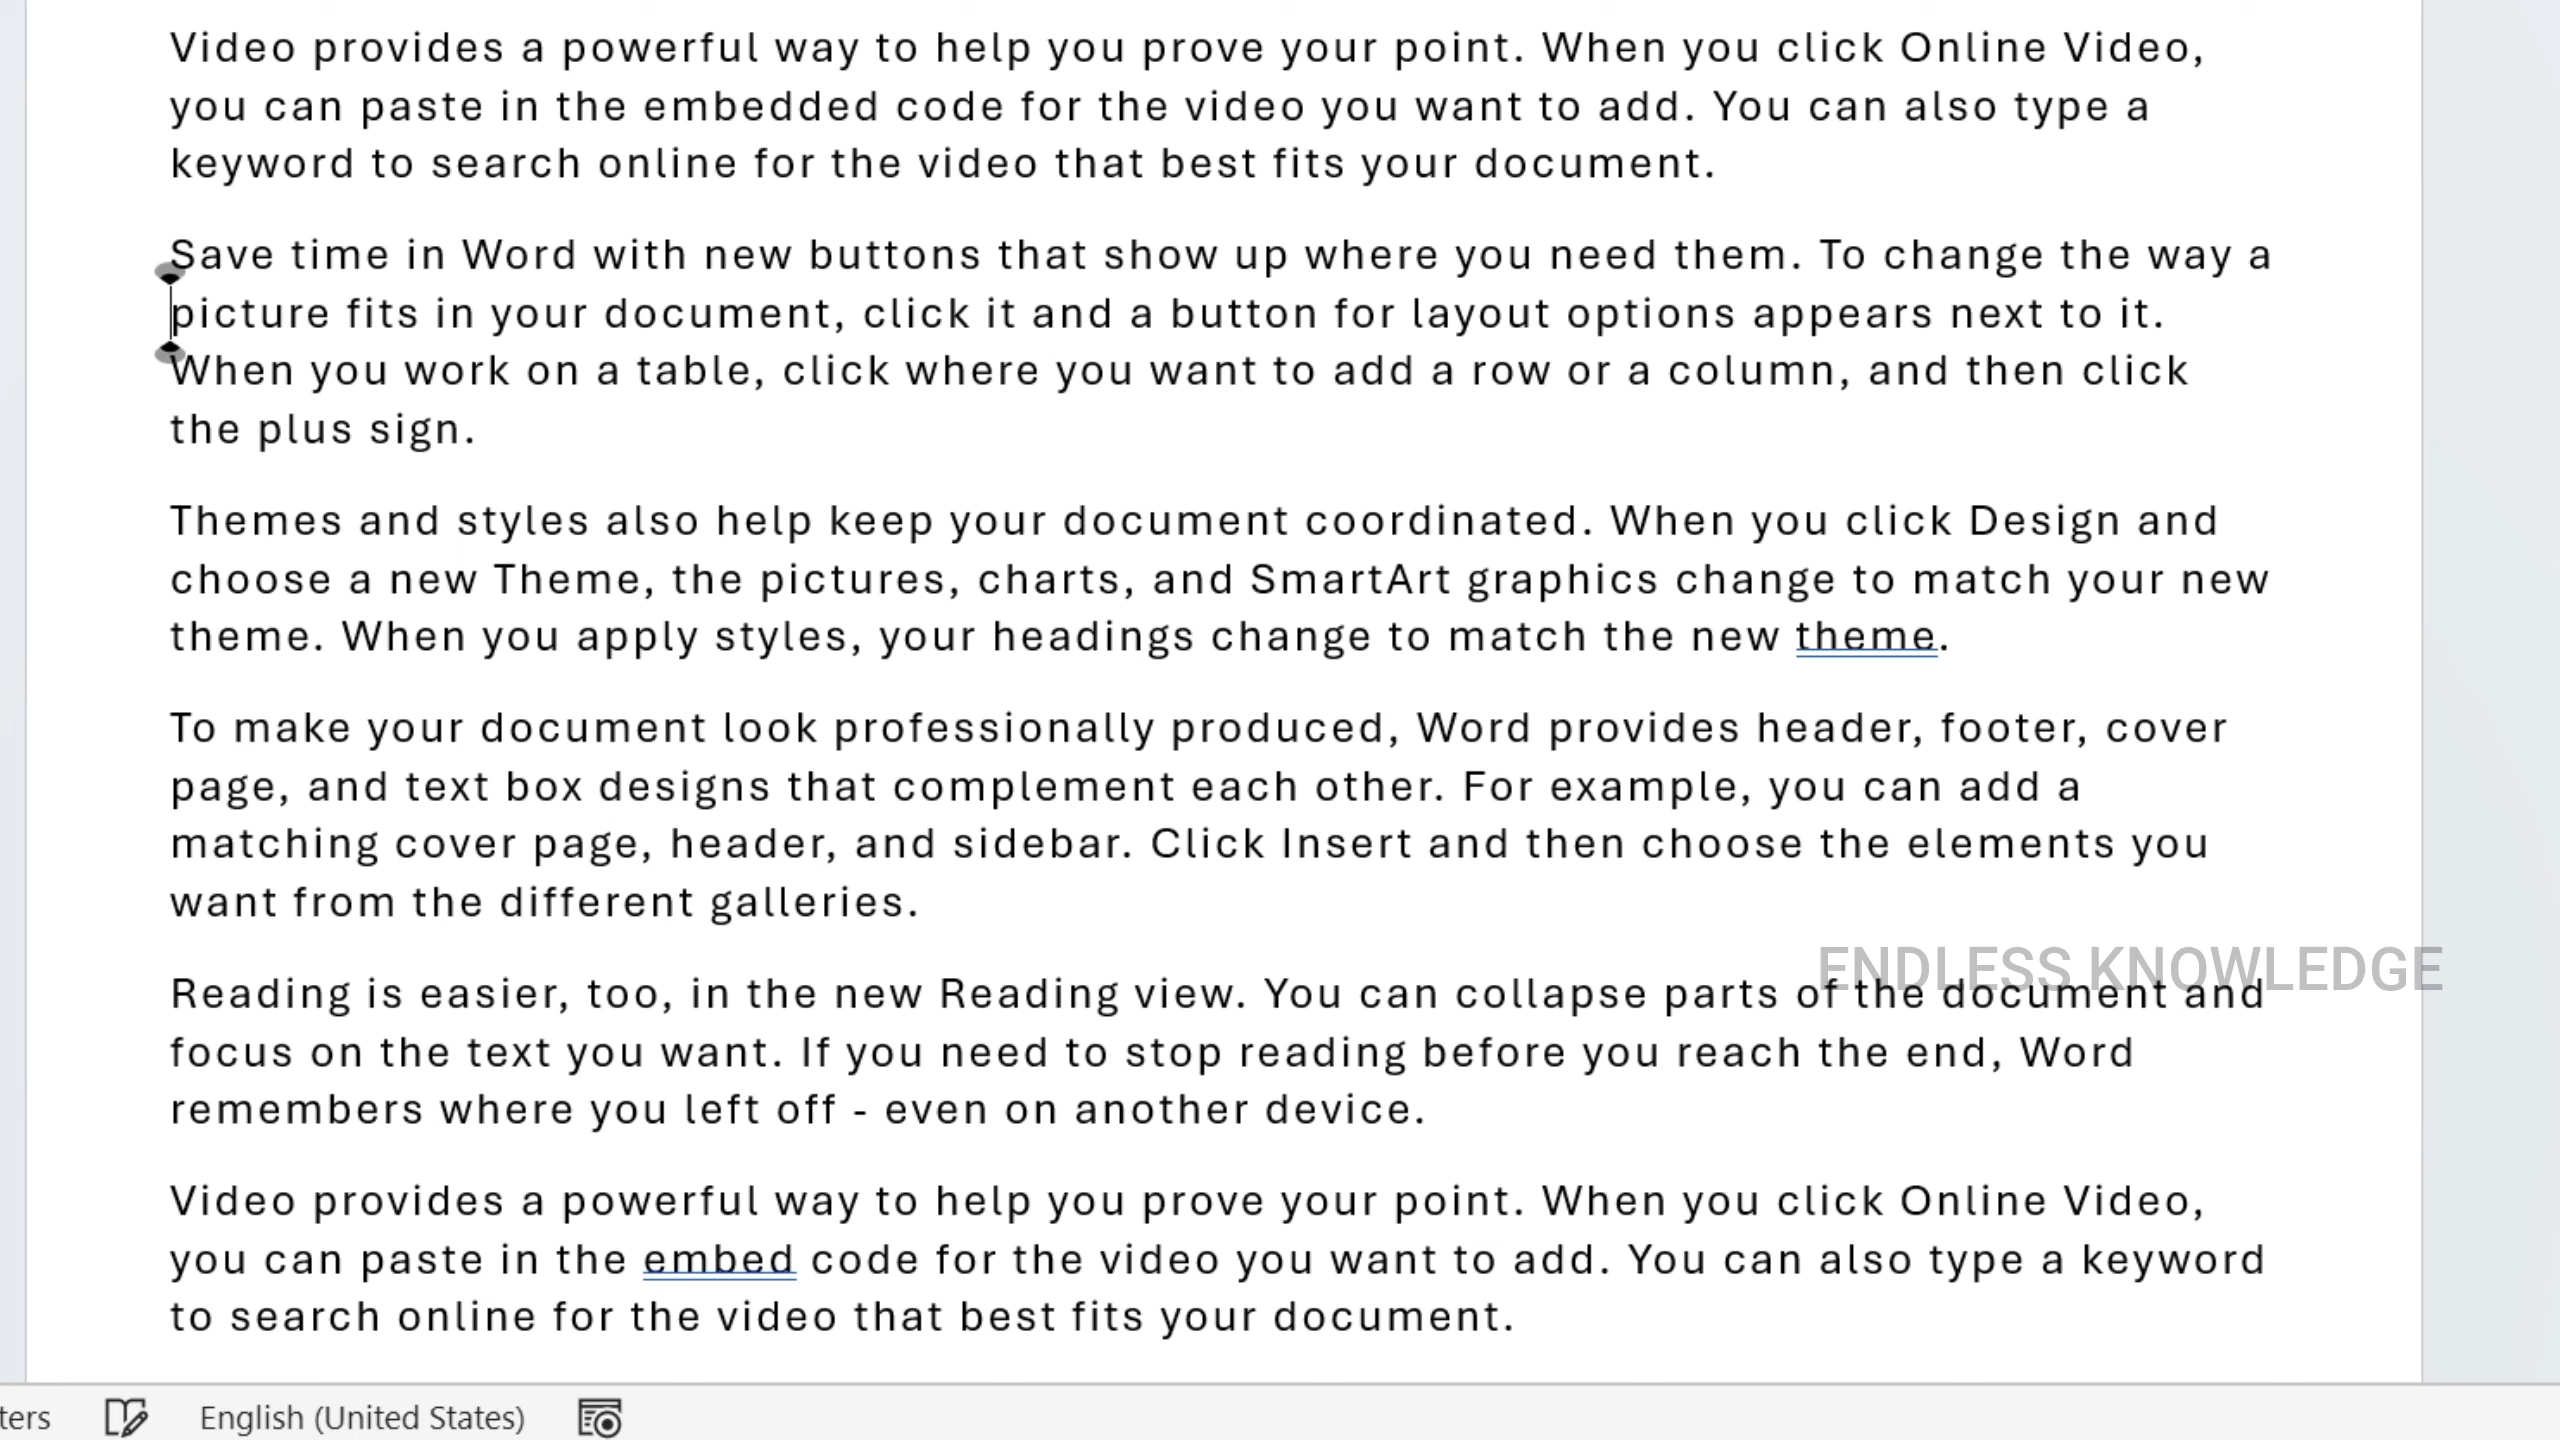 Video provides a powerful way to help you prove your point. When you click Online Video,
you can paste in the embedded code for the video you want to add. You can also type a
keyword to search online for the video that best fits your document.
Save time in Word with new buttons that show up where you need them. To change the way a
picture fits in your document, click it and a button for layout options appears next to it.
When you work on a table, click where you want to add a row or a column, and then click
the plus sign.
Themes and styles also help keep your document coordinated. When you click Design and
choose a new Theme, the pictures, charts, and SmartArt graphics change to match your new
theme. When you apply styles, your headings change to match the new theme.
To make your document look professionally produced, Word provides header, footer, cover
page, and text box designs that complement each other. For example, you can add a
matching cover page, header, and sidebar. Click Insert and then choose the elements you
want from the different galleries.
ENDLESS KNOWLEDGE
Reading is easier, too, in the new Reading view. You can collapse parts of the document and
focus on the text you want. If you need to stop reading before you reach the end, Word
remembers where you left off - even on another device.
Video provides a powerful way to help you prove your point. When you click Online Video,
you can paste in the embed code for the video you want to add. You can also type a keyword
to search online for the video that best fits your document.
ters English (United States)